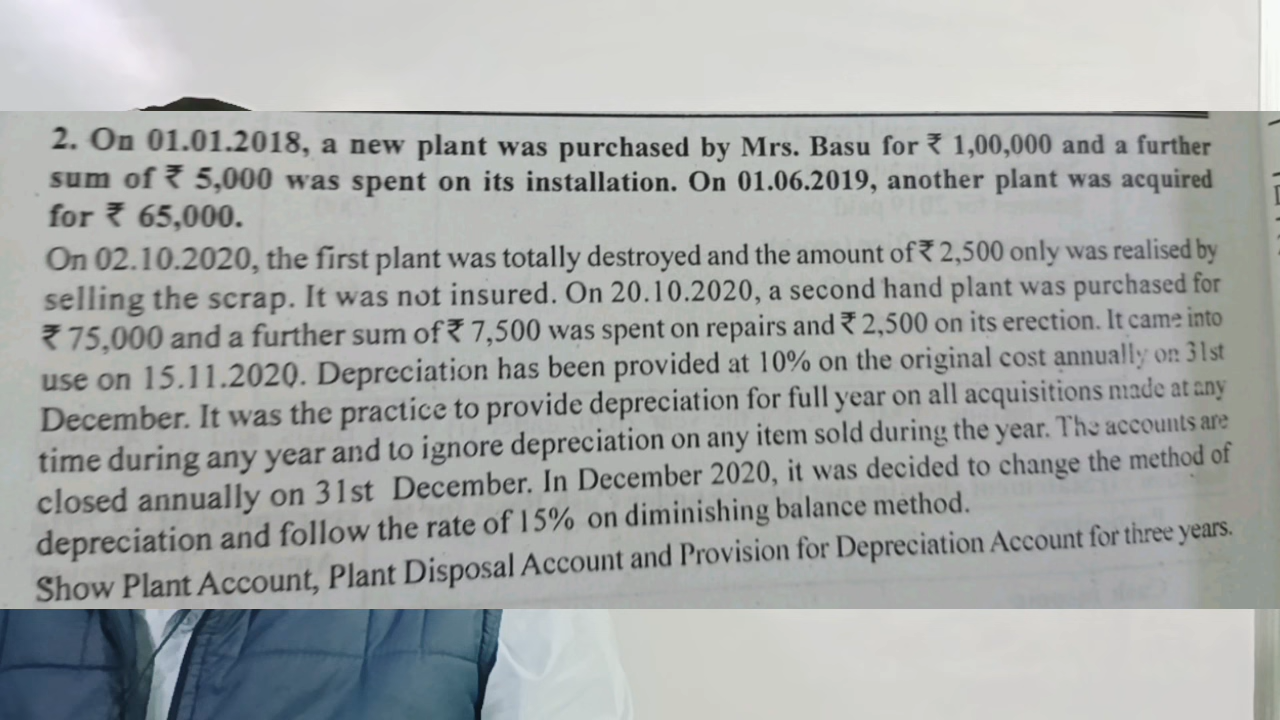 2. On 01.01.2018, a new plant was purchased by Mrs. Basu for ₹ 1,00,000 and a further
sum of ₹ 5,000 was spent on its installation. On 01.06.2019, another plant was acquired
for ₹ 65,000.
On 02.10.2020, the first plant was totally destroyed and the amount of ₹ 2,500 only was realised by
selling the scrap. It was not insured. On 20.10.2020, a second hand plant was purchased for
₹ 75,000 and a further sum of ₹ 7,500 was spent on repairs and ₹ 2,500 on its erection. It came into
use on 15.11.2020. Depreciation has been provided at 10% on the original cost annually on 31st
December. It was the practice to provide depreciation for full year on all acquisitions made at any
time during any year and to ignore depreciation on any item sold during the year. The accounts are
closed annually on 31st December. In December 2020, it was decided to change the method of
depreciation and follow the rate of 15% on diminishing balance method.
Show Plant Account, Plant Disposal Account and Provision for Depreciation Account for three years.